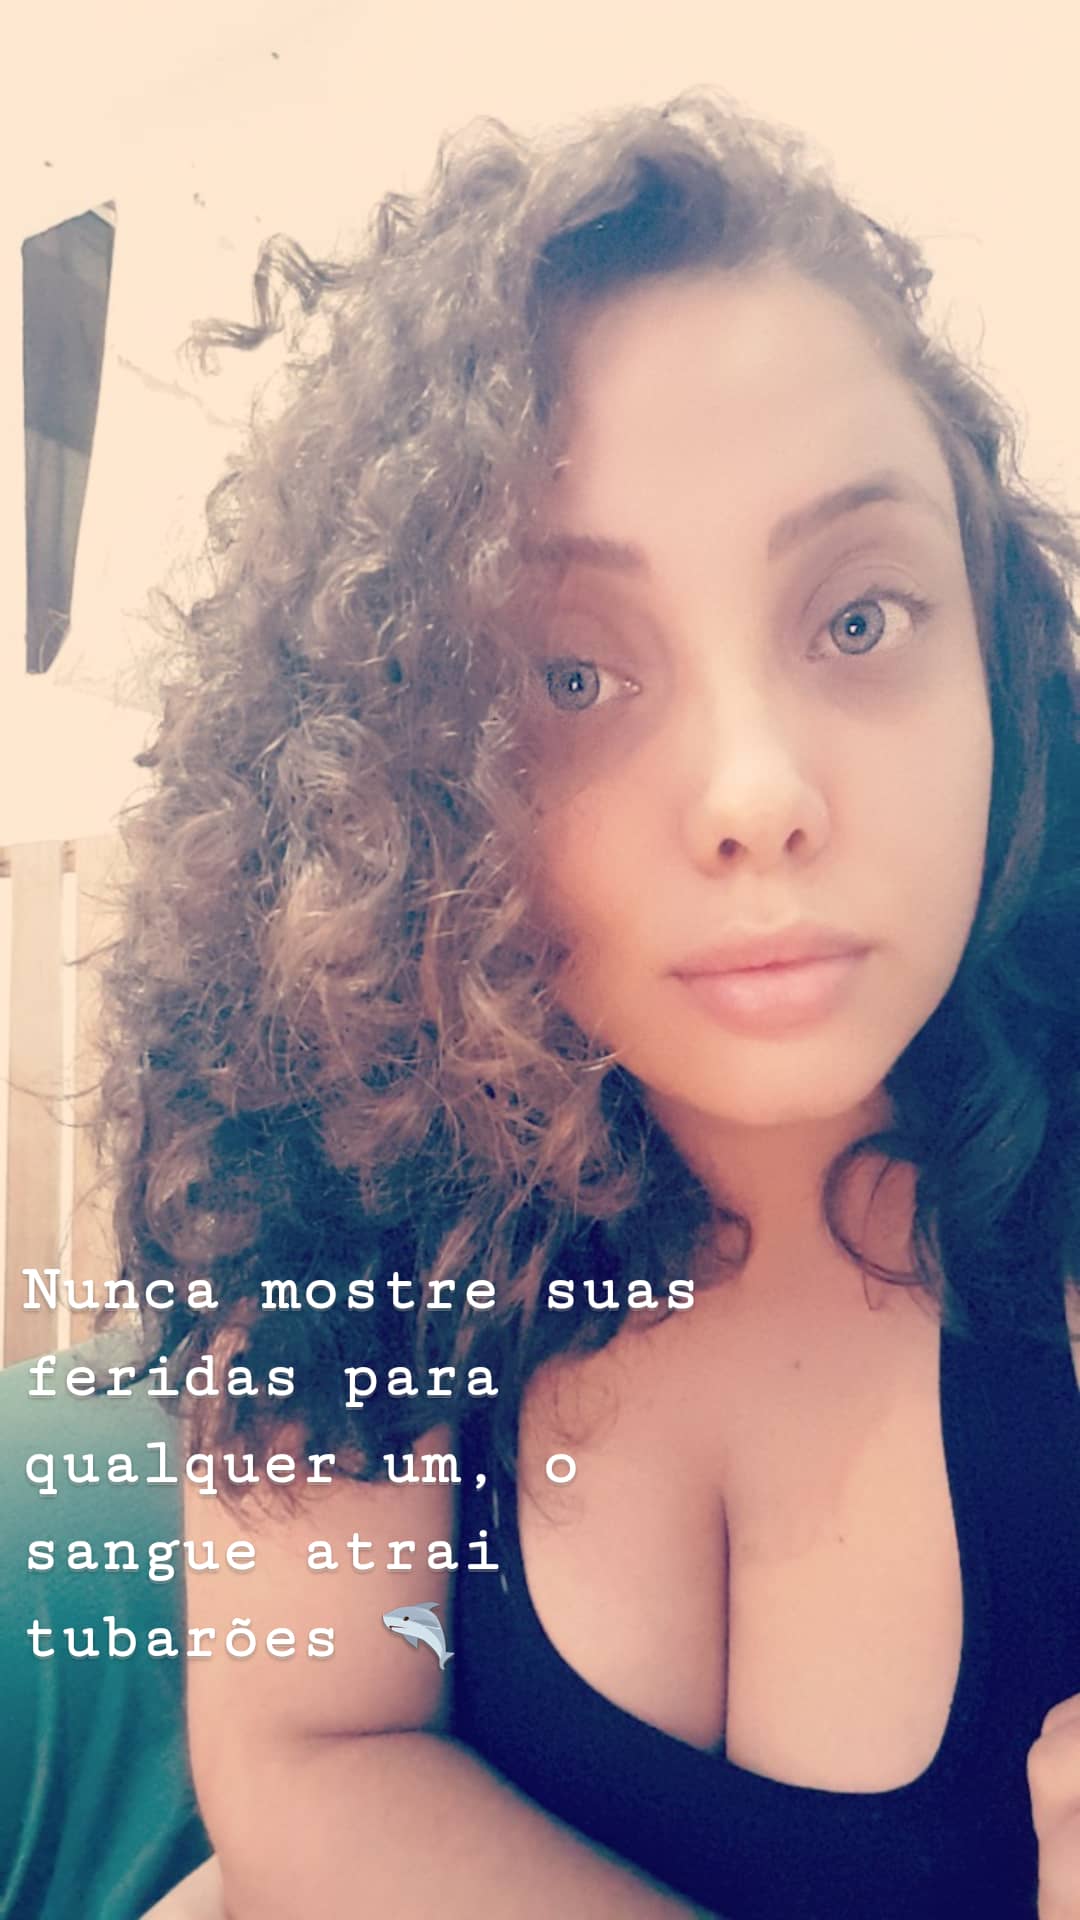 Nunca mostre suas
feridas para
qualquer um, o
sangue atrai
tubarões 🦈